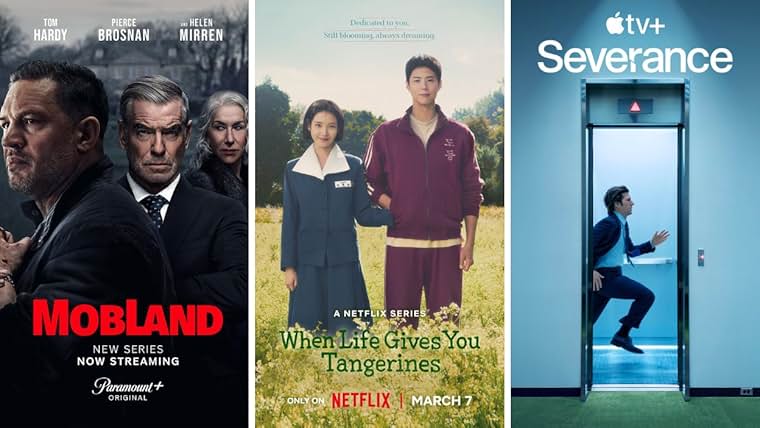 TOM HARDY
PIERCE BROSNAN
AND HELEN MIRREN
MOBLAND
NEW SERIES
NOW STREAMING
Paramount+
ORIGINAL
Dedicated to you,
Still blooming, always dreaming.
A NETFLIX SERIES
When Life Gives You
Tangerines
ONLY ON NETFLIX | MARCH 7
tv+
Severance